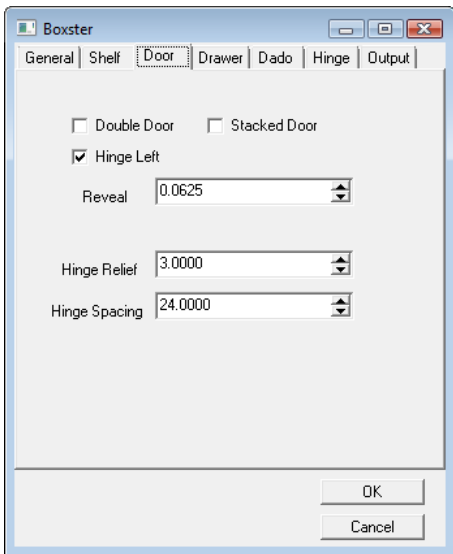 Boxster
General Shelf Door Drawer Dado Hinge Output
Double Door Stacked Door
Hinge Left
Reveal 0.0625
Hinge Relief 3.0000
Hinge Spacing 24.0000
OK
Cancel